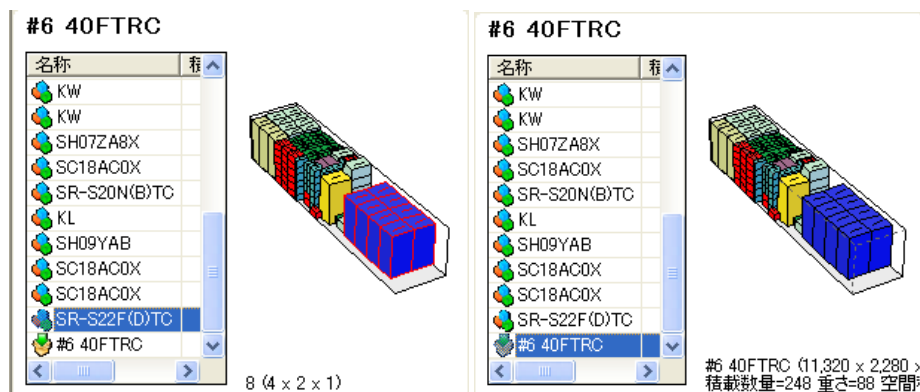 #6 40FTRC
名称
KW
KW
SH07ZA8X
SC18AC0X
SR-S20N(B)TC
KL
SH09YAB
SC18AC0X
SC18AC0X
SR-S22F(D)TC
#6 40FTRC
8 (4 x 2 x 1)
#6 40FTRC
名称
KW
KW
SH07ZA8X
SC18AC0X
SR-S20N(B)TC
KL
SH09YAB
SC18AC0X
SC18AC0X
SR-S22F(D)TC
#6 40FTRC
#6 40FTRC (11,320 x 2,280
積載数量=248 重さ=88 空間